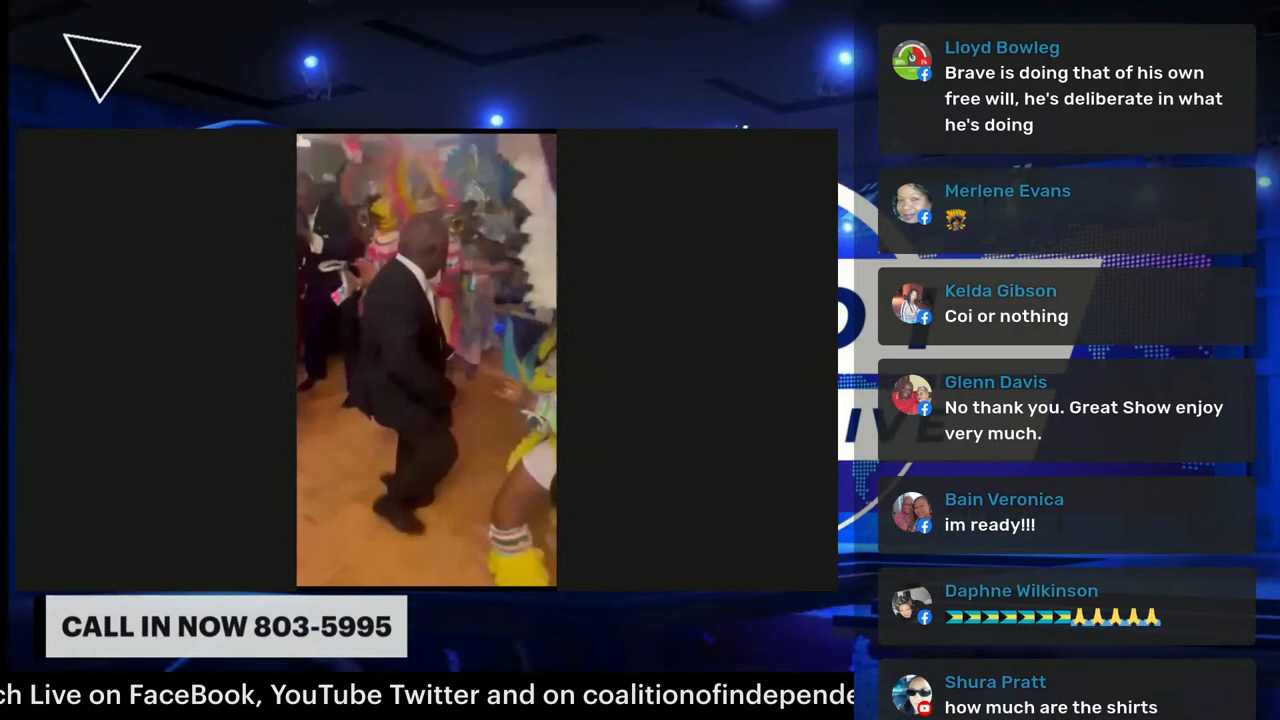 Lloyd Bowleg
Brave is doing that of his own
free will, he's deliberate in what
he's doing
Merlene Evans
Kelda Gibson
Coi or nothing
Glenn Davis
No thank you. Great Show enjoy
very much.
Bain Veronica
im ready!!!
Daphne Wilkinson
Shura Pratt
how much are the shirts
CALL IN NOW 803-5995
ch Live on FaceBook, YouTube Twitter and on coalitionofindepende